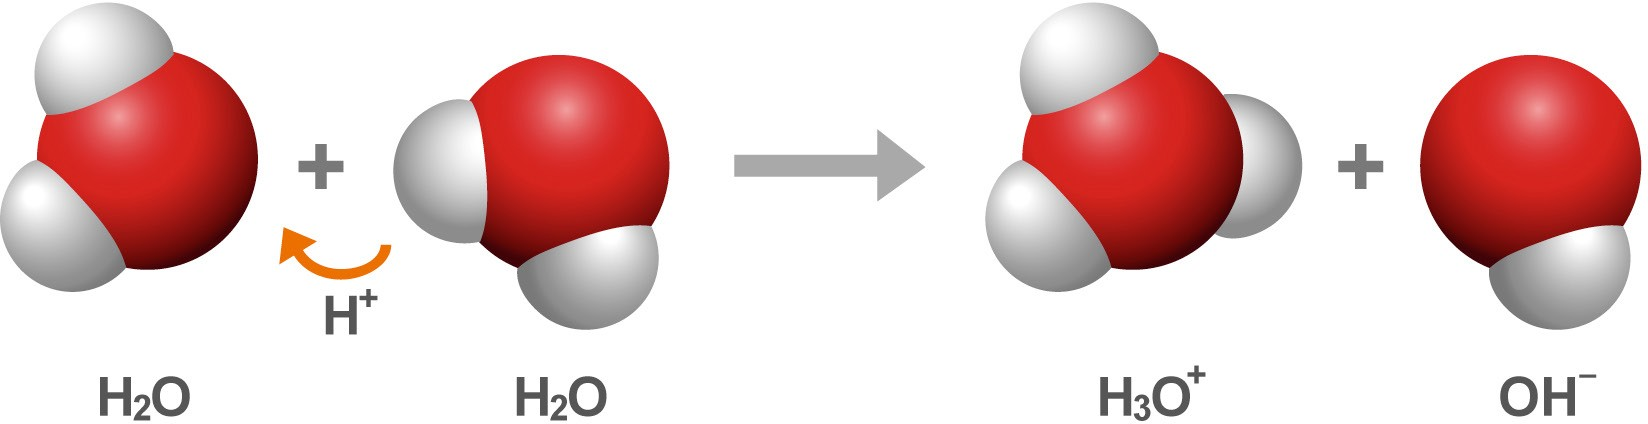 + → +
H⁺
H₂O H₂O H₃O⁺ OH⁻